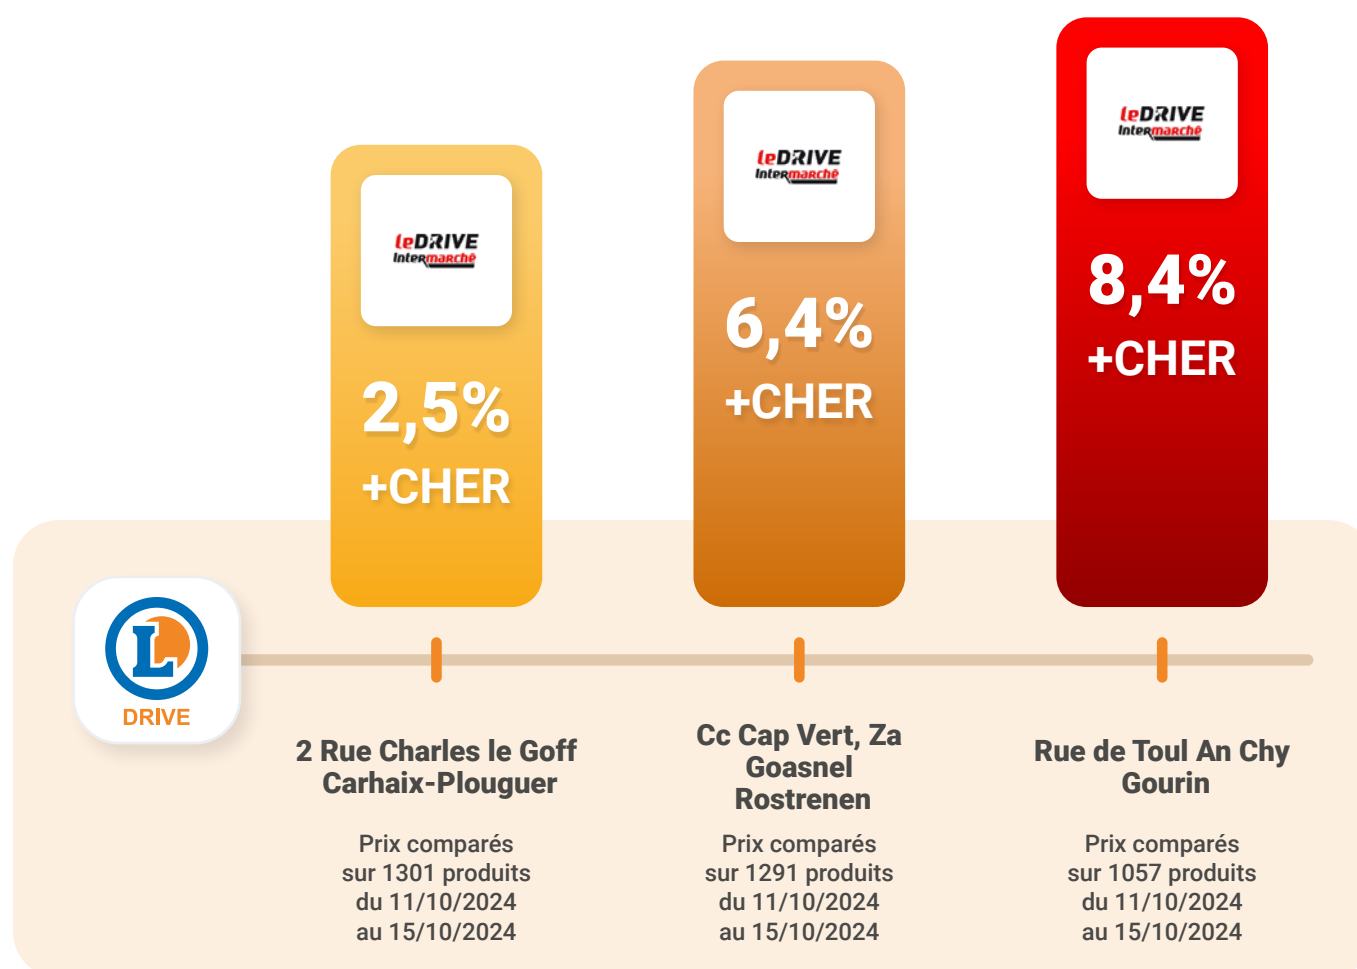 leDRIVE
Intermarchē
2,5%
+CHER
leDRIVE
Intermarchē
6,4%
+CHER
leDRIVE
Intermarchē
8,4%
+CHER
L
DRIVE
2 Rue Charles le Goff
Carhaix-Plouguer
Prix comparés
sur 1301 produits
du 11/10/2024
au 15/10/2024
Cc Cap Vert, Za
Goasnel
Rostrenen
Prix comparés
sur 1291 produits
du 11/10/2024
au 15/10/2024
Rue de Toul An Chy
Gourin
Prix comparés
sur 1057 produits
du 11/10/2024
au 15/10/2024